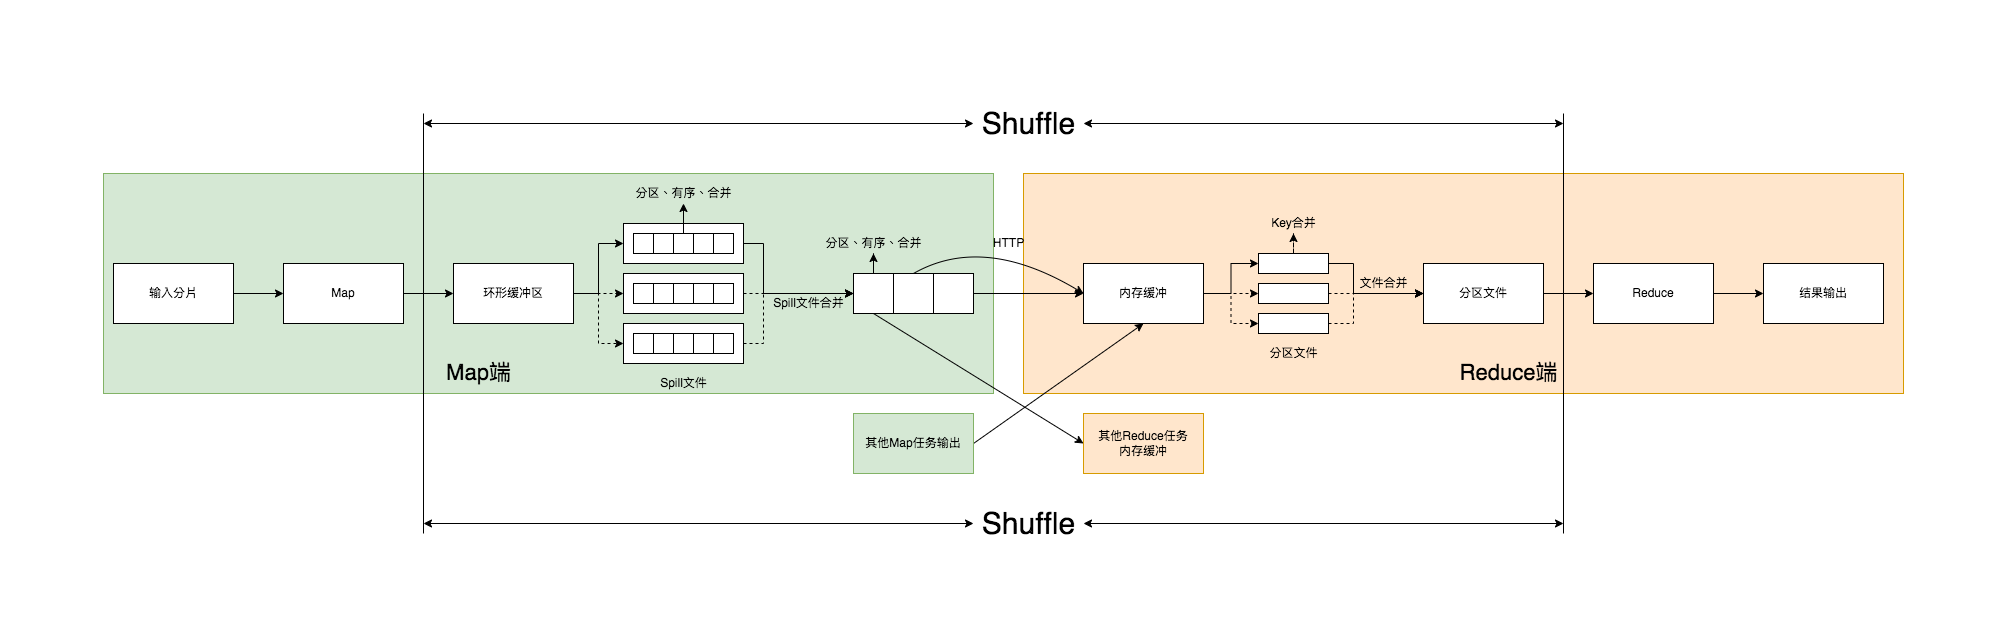 Shuffle
分区、有序、合并
Key合并
分区、有序、合并
HTTP
输入分片
Map
环形缓冲区
Spill文件合并
内存缓冲
文件合并
分区文件
Reduce
结果输出
分区文件
Map端
Spill文件
Reduce端
其他Map任务输出
其他Reduce任务
内存缓冲
Shuffle